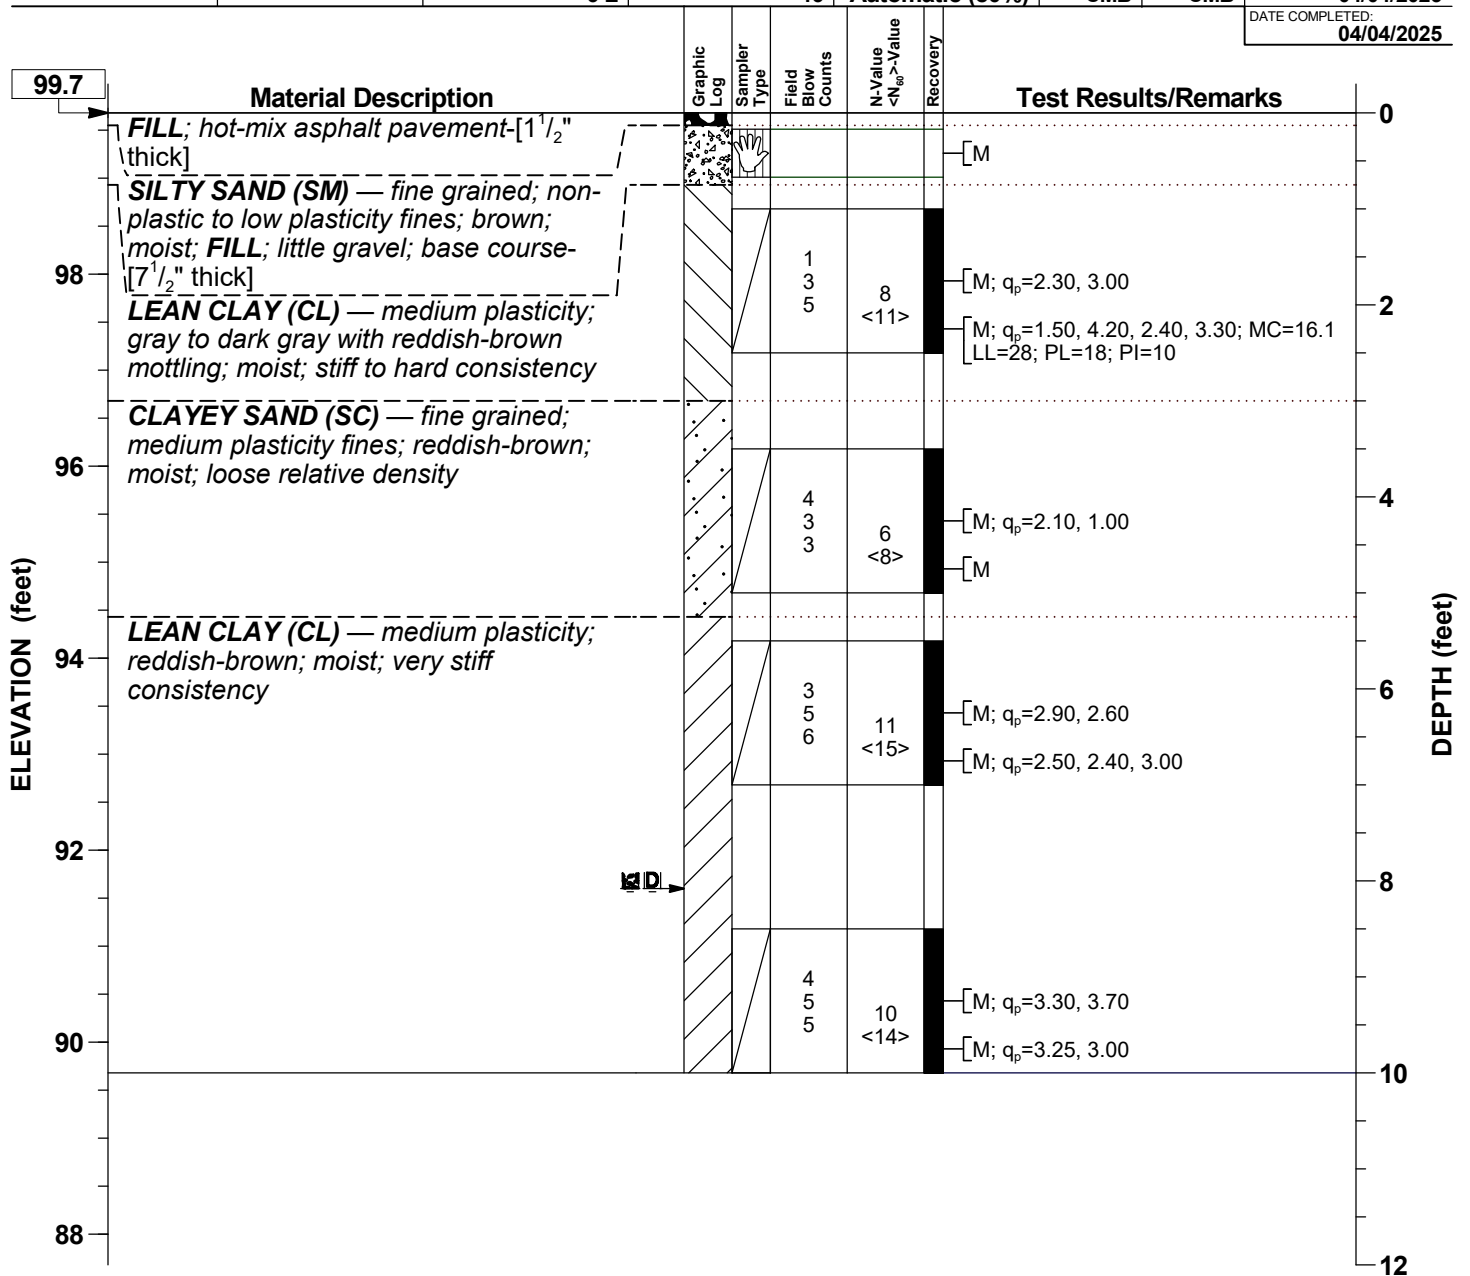 DATE COMPLETED:
04/04/2025
99.7
Material Description
Graphic Log
Sampler Type
Field Blow Counts
N-Value <N₆₀>-Value
Recovery
Test Results/Remarks
0
FILL; hot-mix asphalt pavement-[1 1/2"
thick]
[M
SILTY SAND (SM) — fine grained; non-
plastic to low plasticity fines; brown;
moist; FILL; little gravel; base course-
[7 1/2" thick]
98
1
3
5
8
<11>
[M; qₚ=2.30, 3.00
2
LEAN CLAY (CL) — medium plasticity;
gray to dark gray with reddish-brown
mottling; moist; stiff to hard consistency
[M; qₚ=1.50, 4.20, 2.40, 3.30; MC=16.1
LL=28; PL=18; PI=10
CLAYEY SAND (SC) — fine grained;
medium plasticity fines; reddish-brown;
moist; loose relative density
96
4
3
3
6
<8>
4
[M; qₚ=2.10, 1.00
[M
ELEVATION (feet)
DEPTH (feet)
LEAN CLAY (CL) — medium plasticity;
reddish-brown; moist; very stiff
consistency
94
3
5
6
11
<15>
6
[M; qₚ=2.90, 2.60
[M; qₚ=2.50, 2.40, 3.00
92
8
4
5
5
10
<14>
[M; qₚ=3.30, 3.70
90
[M; qₚ=3.25, 3.00
10
88
12